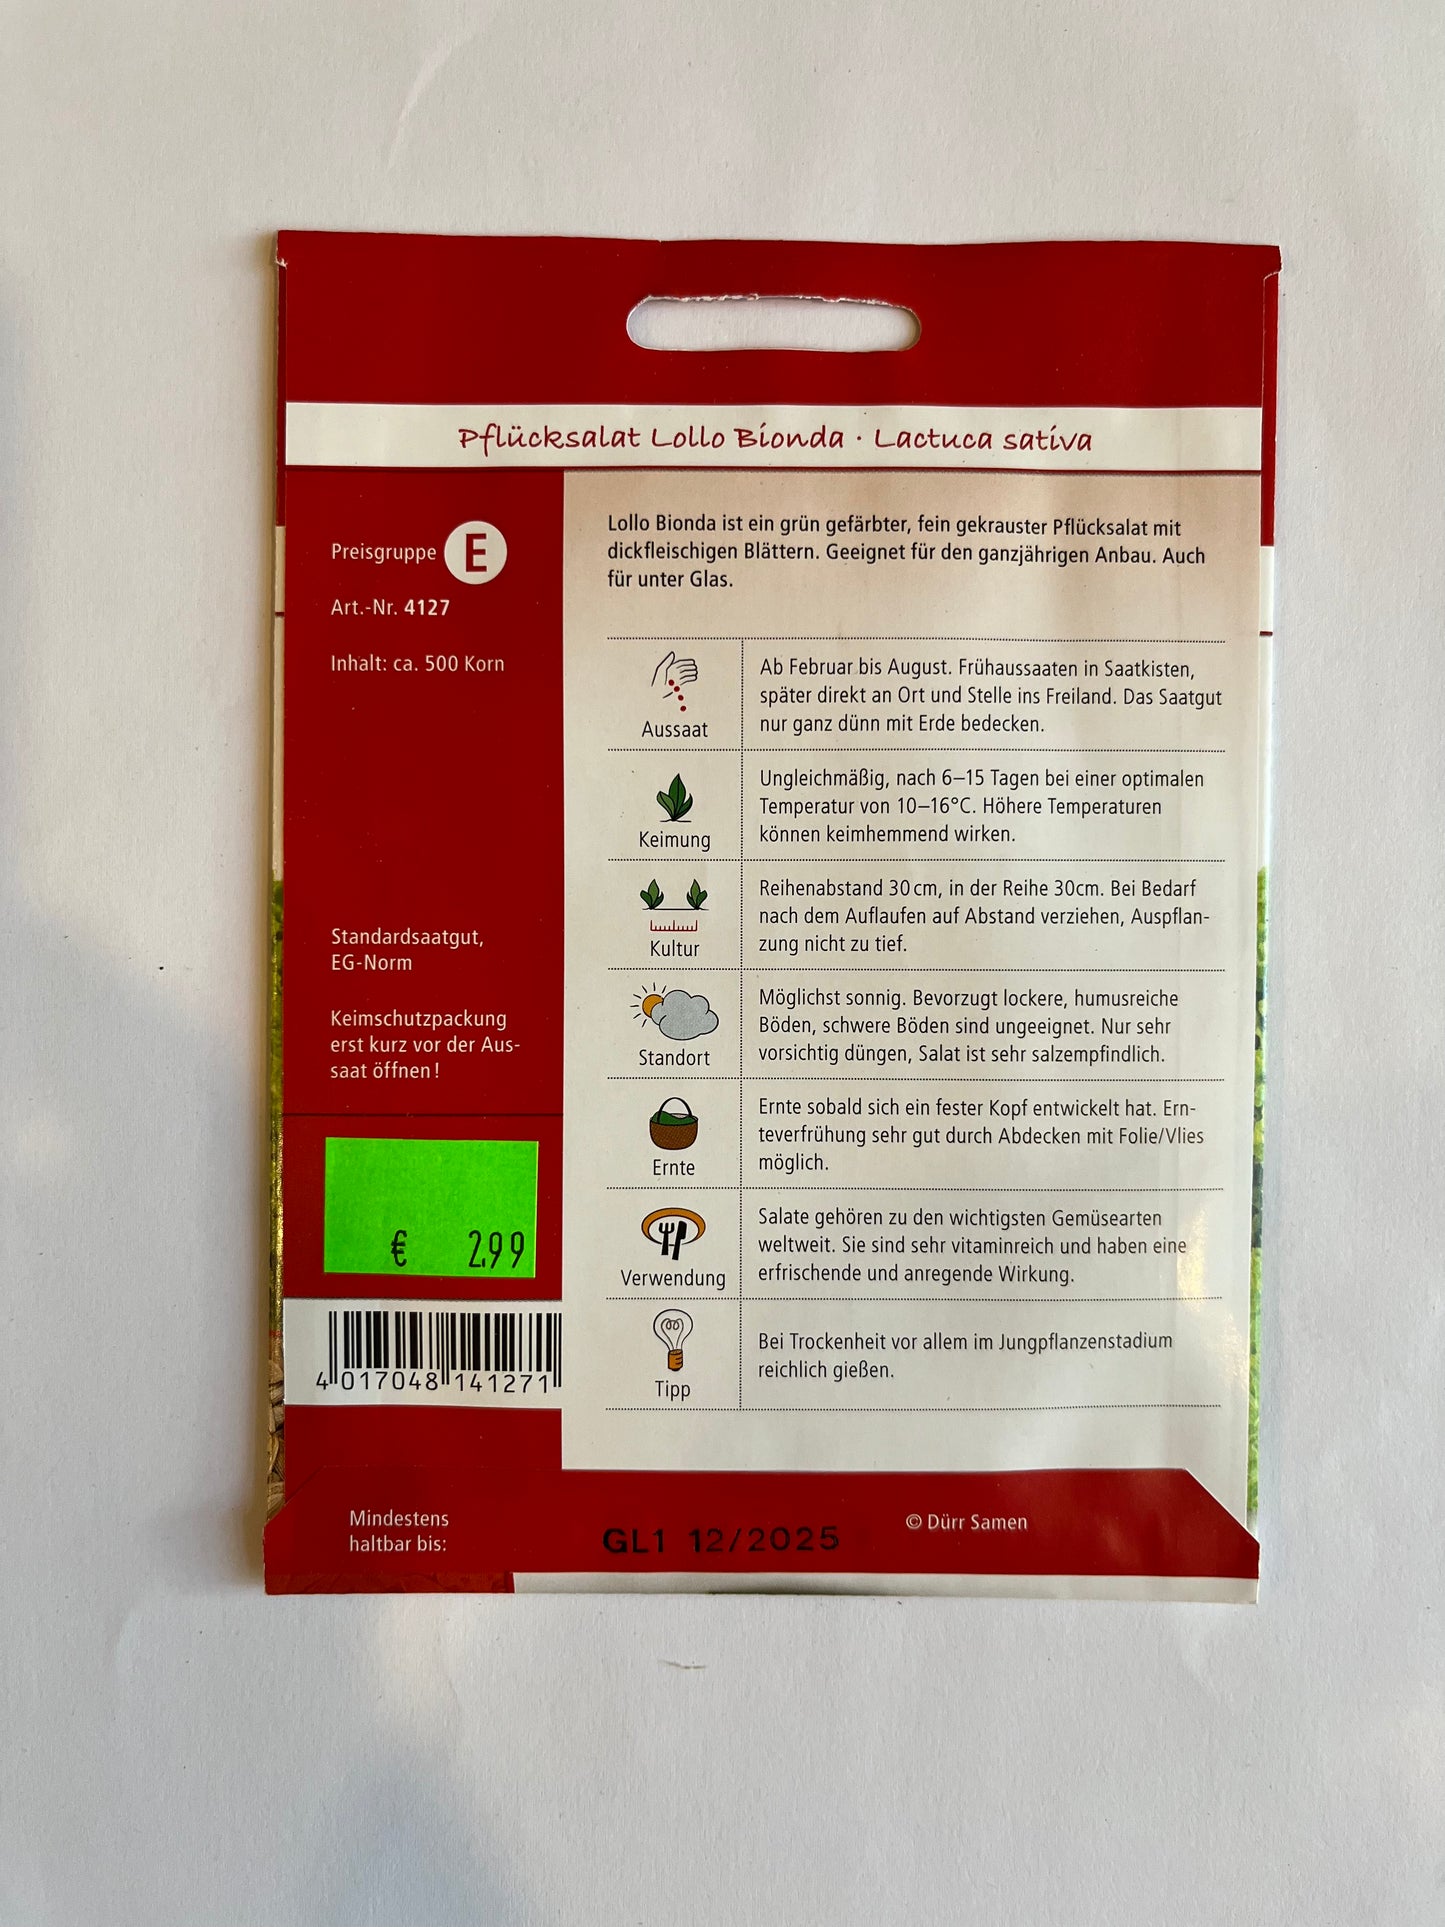 Pflücksalat Lollo Bionda · Lactuca sativa
Preisgruppe E
Art.-Nr. 4127
Inhalt: ca. 500 Korn
Standardsaatgut,
EG-Norm
Keimschutzpackung
erst kurz vor der Aus-
saat öffnen!
€ 2.99
4 017048 141271
Lollo Bionda ist ein grün gefärbter, fein gekrauster Pflücksalat mit
dickfleischigen Blättern. Geeignet für den ganzjährigen Anbau. Auch
für unter Glas.
Aussaat
Ab Februar bis August. Frühaussaaten in Saatkisten,
später direkt an Ort und Stelle ins Freiland. Das Saatgut
nur ganz dünn mit Erde bedecken.
Keimung
Ungleichmäßig, nach 6–15 Tagen bei einer optimalen
Temperatur von 10–16°C. Höhere Temperaturen
können keimhemmend wirken.
Kultur
Reihenabstand 30 cm, in der Reihe 30cm. Bei Bedarf
nach dem Auflaufen auf Abstand verziehen, Auspflan-
zung nicht zu tief.
Standort
Möglichst sonnig. Bevorzugt lockere, humusreiche
Böden, schwere Böden sind ungeeignet. Nur sehr
vorsichtig düngen, Salat ist sehr salzempfindlich.
Ernte
Ernte sobald sich ein fester Kopf entwickelt hat. Ern-
teverfrühung sehr gut durch Abdecken mit Folie/Vlies
möglich.
Verwendung
Salate gehören zu den wichtigsten Gemüsearten
weltweit. Sie sind sehr vitaminreich und haben eine
erfrischende und anregende Wirkung.
Tipp
Bei Trockenheit vor allem im Jungpflanzenstadium
reichlich gießen.
Mindestens
haltbar bis:
GL1 12/2025
© Dürr Samen